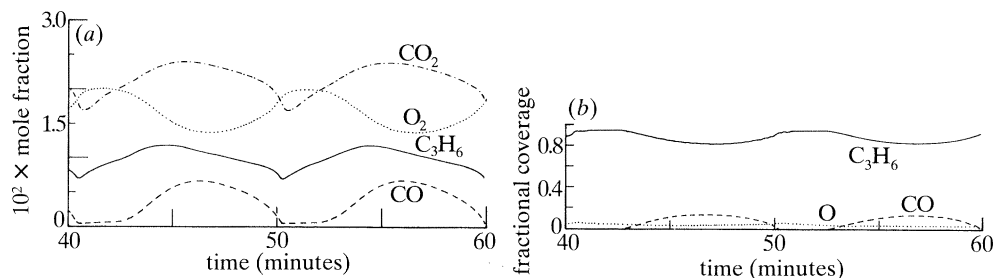 3.0
(a)
CO₂
O₂
C₃H₆
CO
1.5
0
10² × mole fraction
40
50
60
time (minutes)
(b)
0.8
C₃H₆
0.4
O
CO
0
fractional coverage
40
50
60
time (minutes)